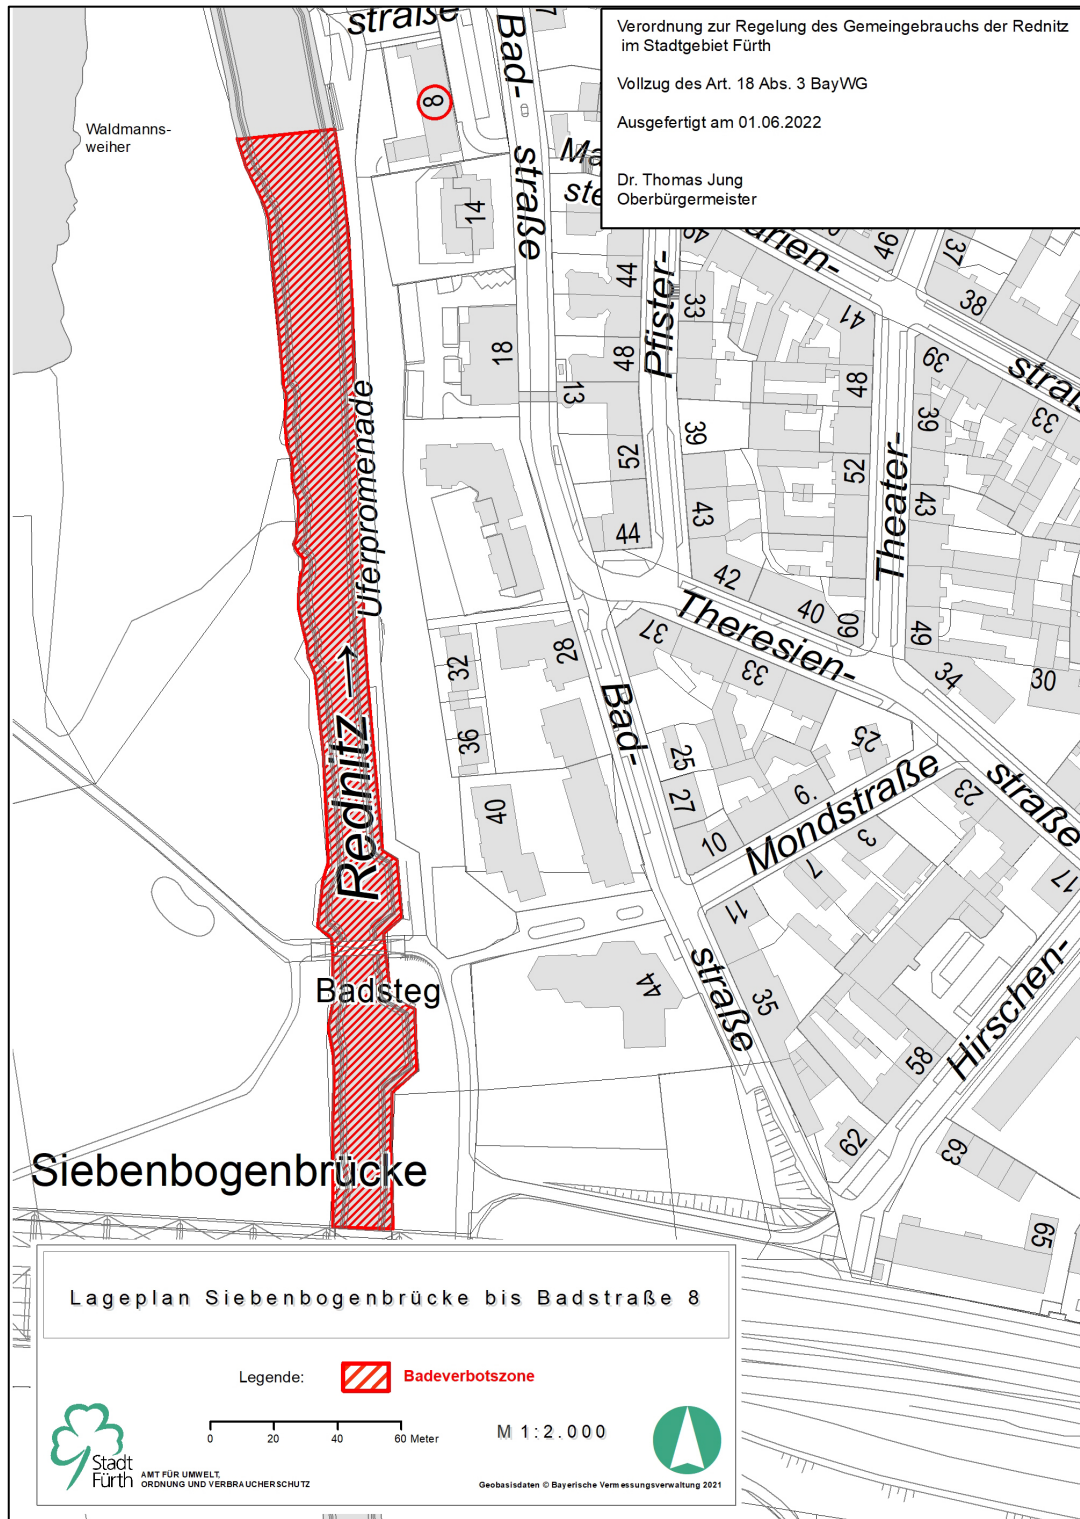 Verordnung zur Regelung des Gemeingebrauchs der Rednitz
im Stadtgebiet Fürth
Vollzug des Art. 18 Abs. 3 BayWG
Ausgefertigt am 01.06.2022
Dr. Thomas Jung
Oberbürgermeister
straße
Bad-
straße
8
Waldmanns-
weiher
Ma
ste
14
44
Pfister-
33
arien-
46
37
38
41
39
straß
33
18
48
13
48
39
Uferpromenade
52
39
52
Theater-
43
43
44
42
40
60
49
Theresien-
37
33
34
30
28
32
36
Rednitz →
Bad-
25
27
25
6.
10
Mondstraße
23
straße
3
7
17
40
11
Badsteg
44
straße
35
Hirschen-
58
62
63
65
Siebenbogenbrücke
Lageplan Siebenbogenbrücke bis Badstraße 8
Legende:
Badeverbotszone
0 20 40 60 Meter
M 1:2.000
Stadt
Fürth
AMT FÜR UMWELT,
ORDNUNG UND VERBRAUCHERSCHUTZ
Geobasisdaten © Bayerische Vermessungsverwaltung 2021